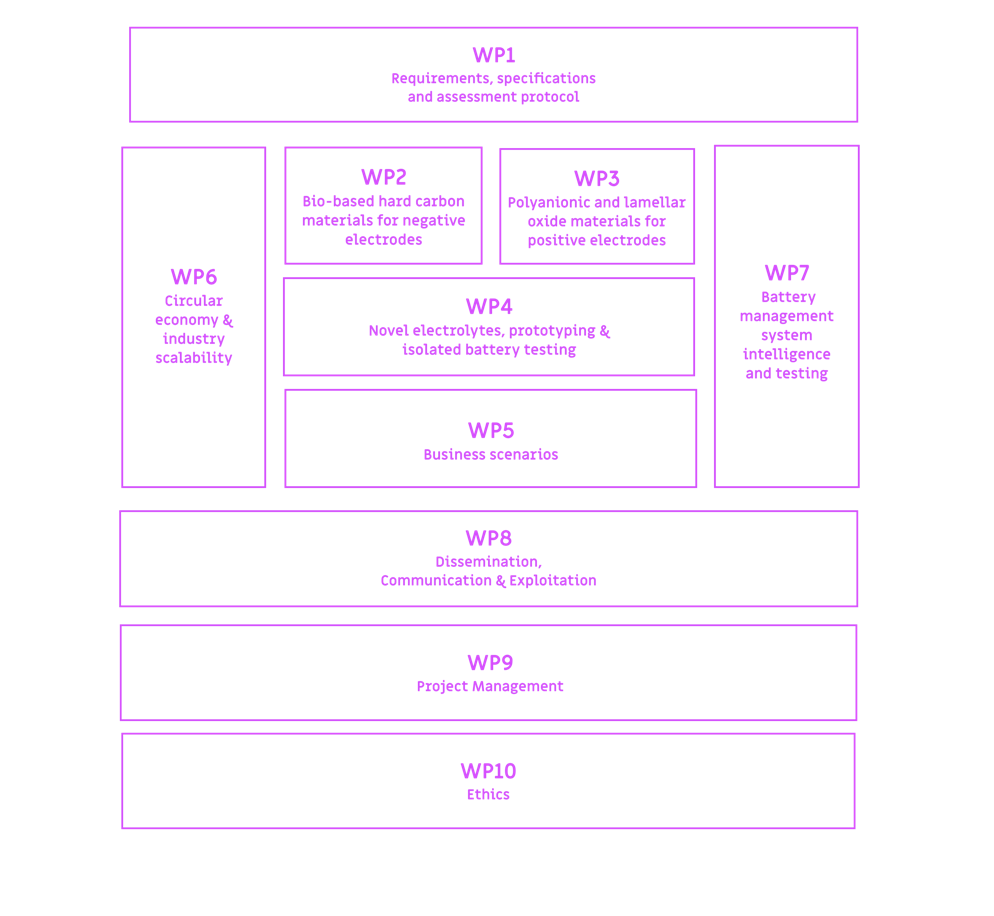 WP1
Requirements, specifications
and assessment protocol
WP2
Bio-based hard carbon
materials for negative
electrodes
WP3
Polyanionic and lamellar
oxide materials for
positive electrodes
WP6
Circular
economy &
industry
scalability
WP4
Novel electrolytes, prototyping &
isolated battery testing
WP7
Battery
management
system
intelligence
and testing
WP5
Business scenarios
WP8
Dissemination,
Communication & Exploitation
WP9
Project Management
WP10
Ethics